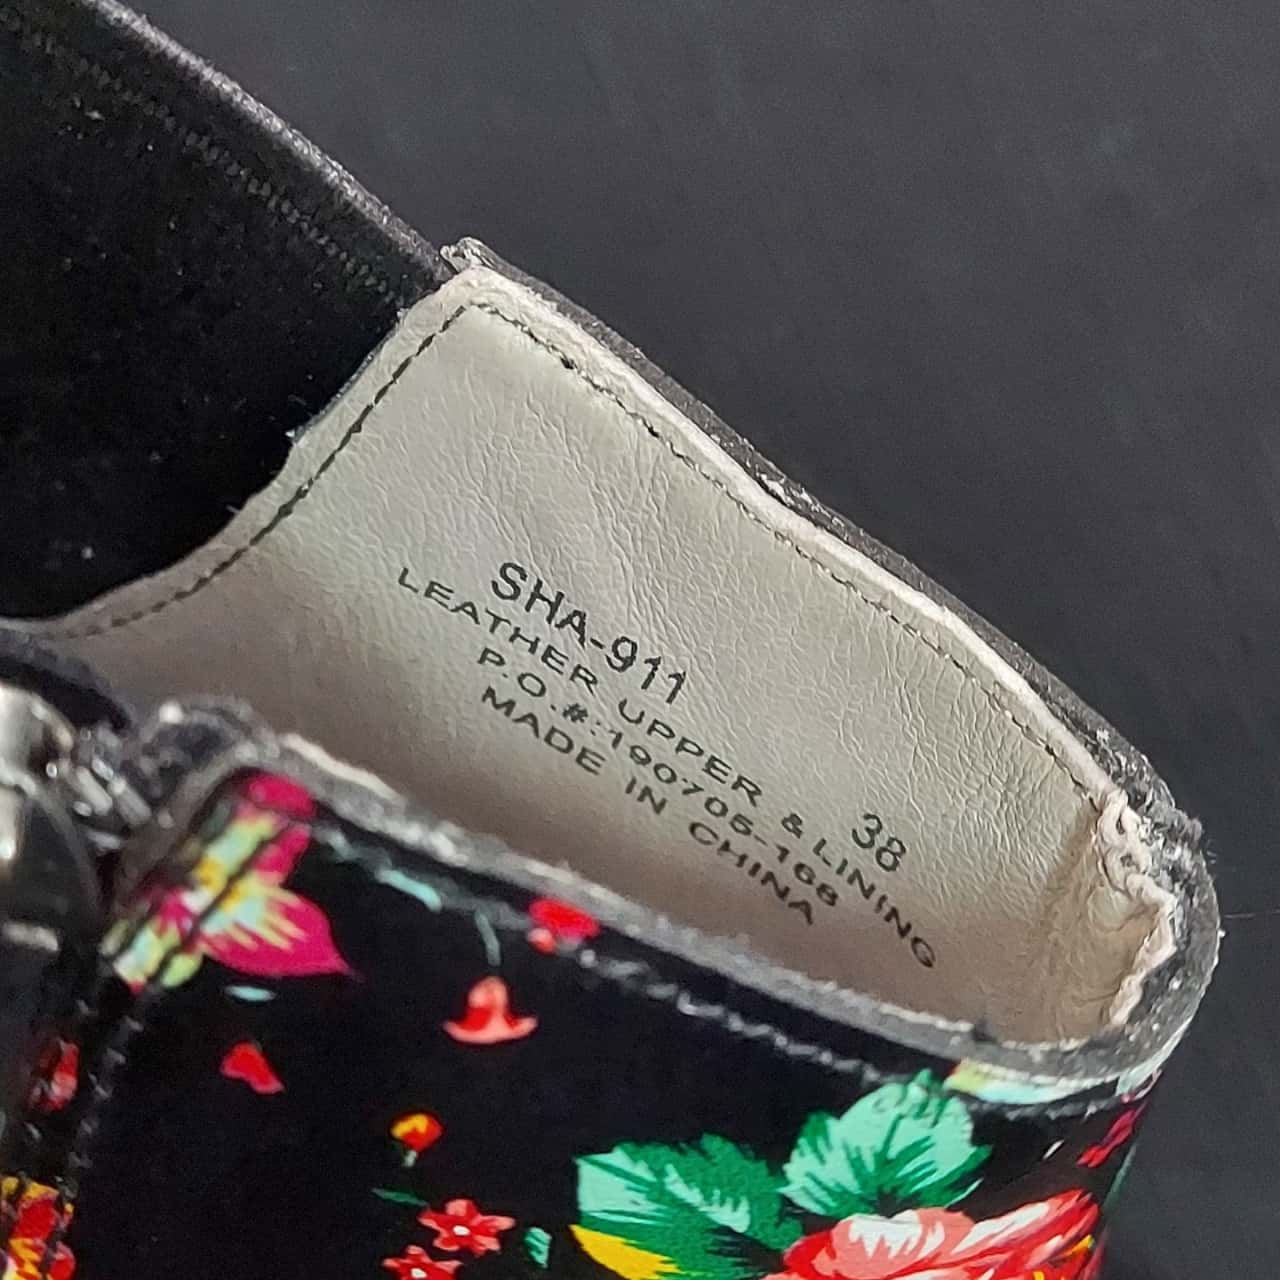 SHA-911 38
LEATHER UPPER & LINING
P.O.#:190705-168
MADE IN CHINA